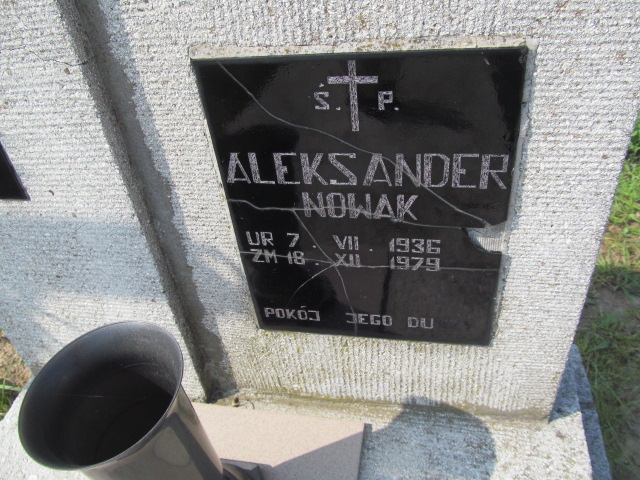 Ś. P.
ALEKSANDER
NOWAK
UR 7. VII. 1936
ZM 18. XII 1979
POKÓJ JEGO DU